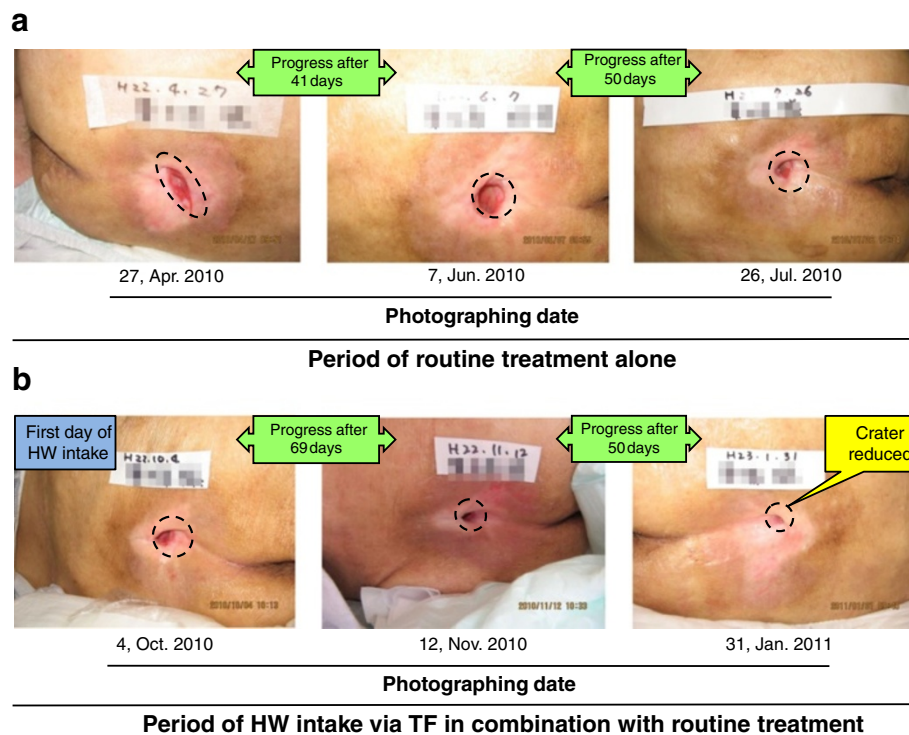 a
Progress after
41 days
Progress after
50 days
H22.4.27
6.7
27, Apr. 2010
7, Jun. 2010
26, Jul. 2010
Photographing date
Period of routine treatment alone
b
First day of
HW intake
Progress after
69 days
Progress after
50 days
Crater
reduced
H22.10.4
H22.11.12
H23.1.31
2010/10/04 10:13
2010/11/12 10:33
4, Oct. 2010
12, Nov. 2010
31, Jan. 2011
Photographing date
Period of HW intake via TF in combination with routine treatment